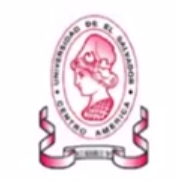 UNIVERSIDAD DE EL SALVADOR
CENTRO AMERICA